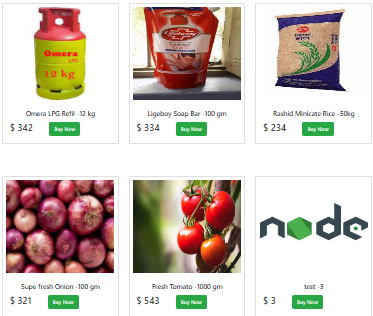 Omera
LPG
12 kg
Omera LPG Refil -12 kg
$ 342 Buy Now
Ligeboy Soap Bar -100 gm
$ 334 Buy Now
Rashid Minicate Rice -50kg
$ 234 Buy Now
Supe fresh Onion -100 gm
$ 321 Buy Now
Fresh Tomato -1000 gm
$ 543 Buy Now
node
test -3
$ 3 Buy Now